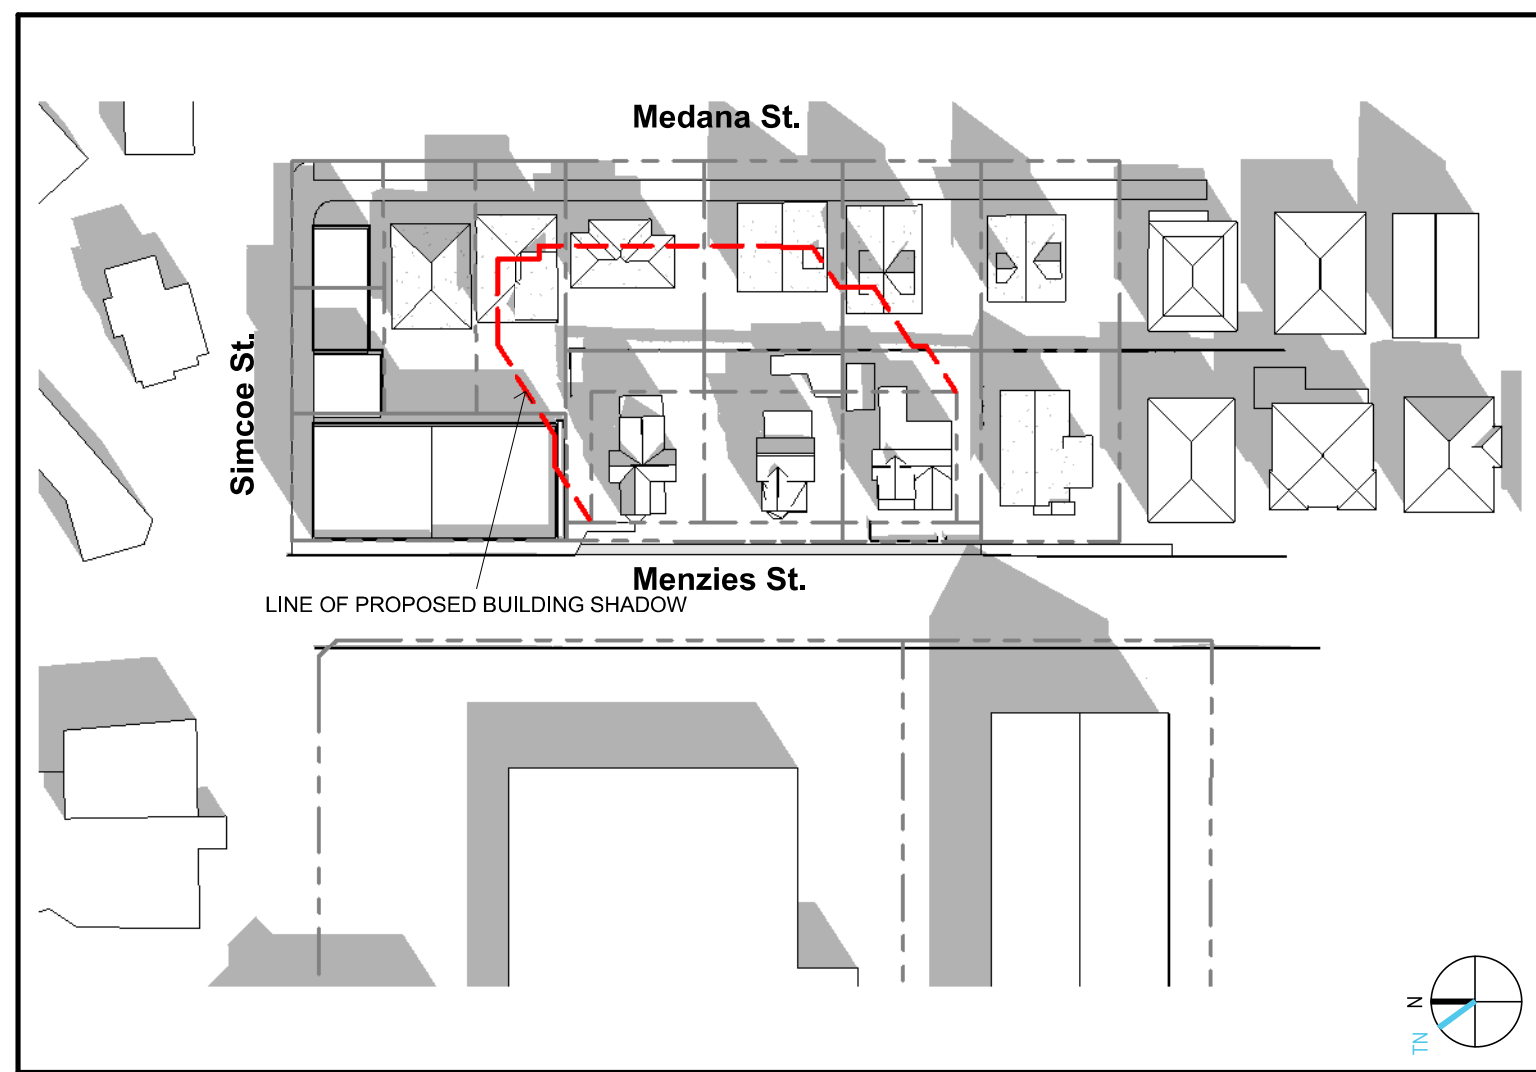 Medana St.
Simcoe St.
Menzies St.
LINE OF PROPOSED BUILDING SHADOW
N
TN